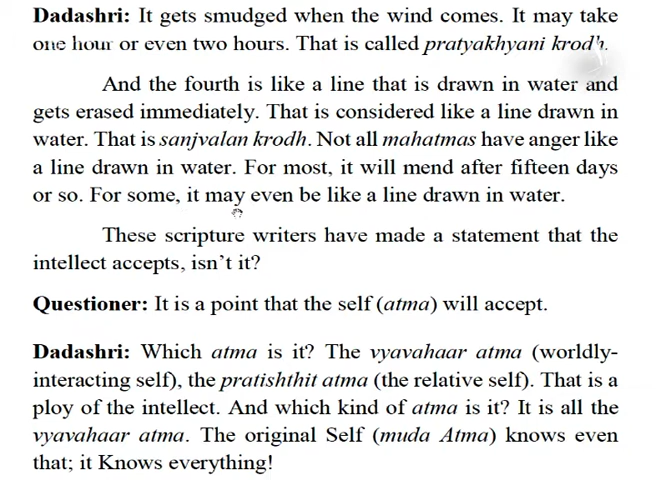 Dadashri: It gets smudged when the wind comes. It may take
one hour or even two hours. That is called pratyakhyani krodh.
And the fourth is like a line that is drawn in water and
gets erased immediately. That is considered like a line drawn in
water. That is sanjvalan krodh. Not all mahatmas have anger like
a line drawn in water. For most, it will mend after fifteen days
or so. For some, it may even be like a line drawn in water.
These scripture writers have made a statement that the
intellect accepts, isn't it?
Questioner: It is a point that the self (atma) will accept.
Dadashri: Which atma is it? The vyavahaar atma (worldly-
interacting self), the pratishthit atma (the relative self). That is a
ploy of the intellect. And which kind of atma is it? It is all the
vyavahaar atma. The original Self (muda Atma) knows even
that; it Knows everything!